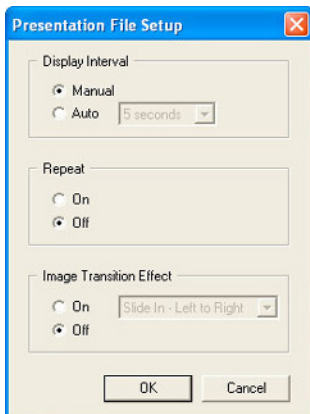 Presentation File Setup
Display Interval
Manual
Auto 5 seconds
Repeat
On
Off
Image Transition Effect
On Slide In - Left to Right
Off
OK Cancel